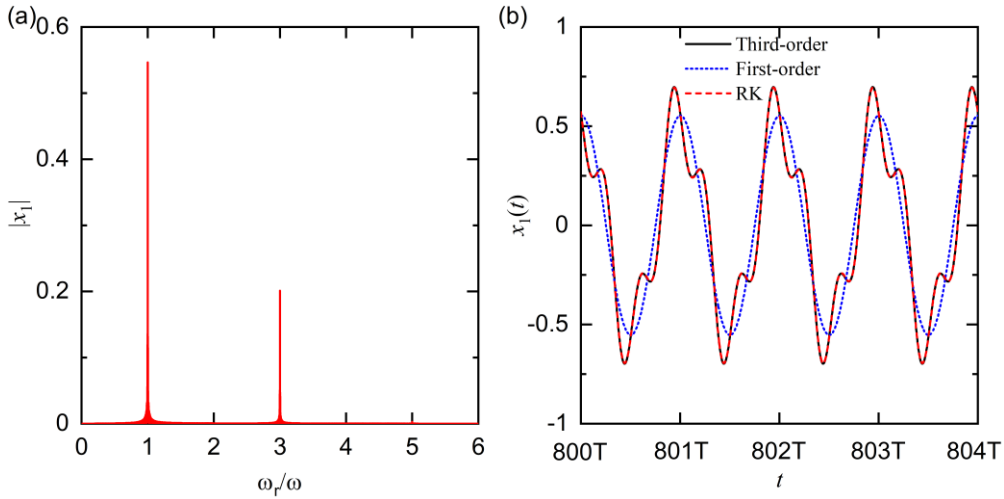 (a)
0.6
0.4
0.2
0
|x₁|
0 1 2 3 4 5 6
ωᵣ/ω
(b)
1
0.5
0
-0.5
-1
x₁(t)
Third-order
First-order
RK
800T 801T 802T 803T 804T
t